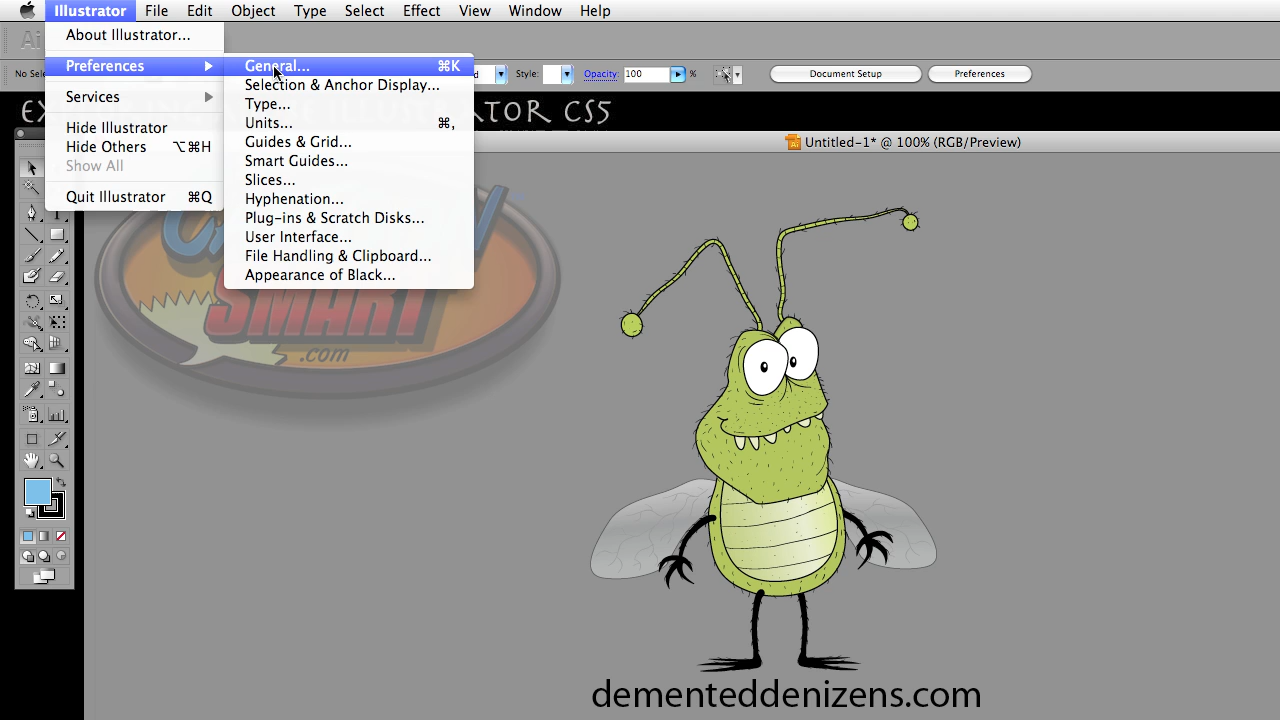 Illustrator File Edit Object Type Select Effect View Window Help
About Illustrator...
Preferences
Services
Hide Illustrator
Hide Others ⌥⌘H
Show All
Quit Illustrator ⌘Q
General... ⌘K
Selection & Anchor Display...
Type...
Units... ⌘,
Guides & Grid...
Smart Guides...
Slices...
Hyphenation...
Plug-ins & Scratch Disks...
User Interface...
File Handling & Clipboard...
Appearance of Black...
No Sele
Style:
Opacity: 100 %
Document Setup
Preferences
ILLUSTRATOR CS5
Untitled-1* @ 100% (RGB/Preview)
SMART
.com
dementeddenizens.com